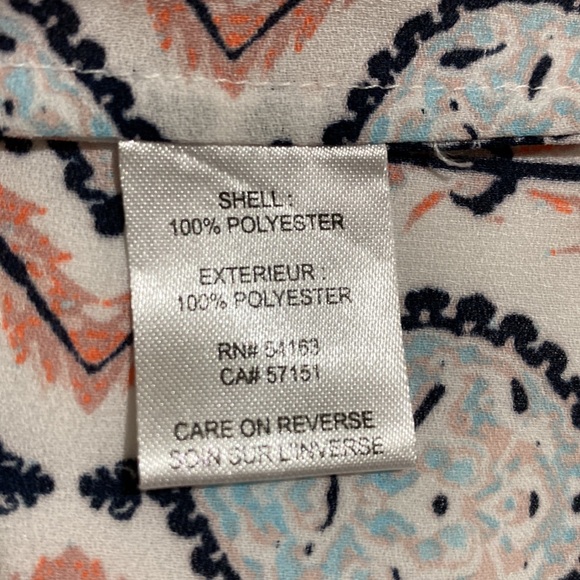 SHELL :
100% POLYESTER
EXTERIEUR :
100% POLYESTER
RN# 54163
CA# 57151
CARE ON REVERSE
SOIN SUR L'INVERSE